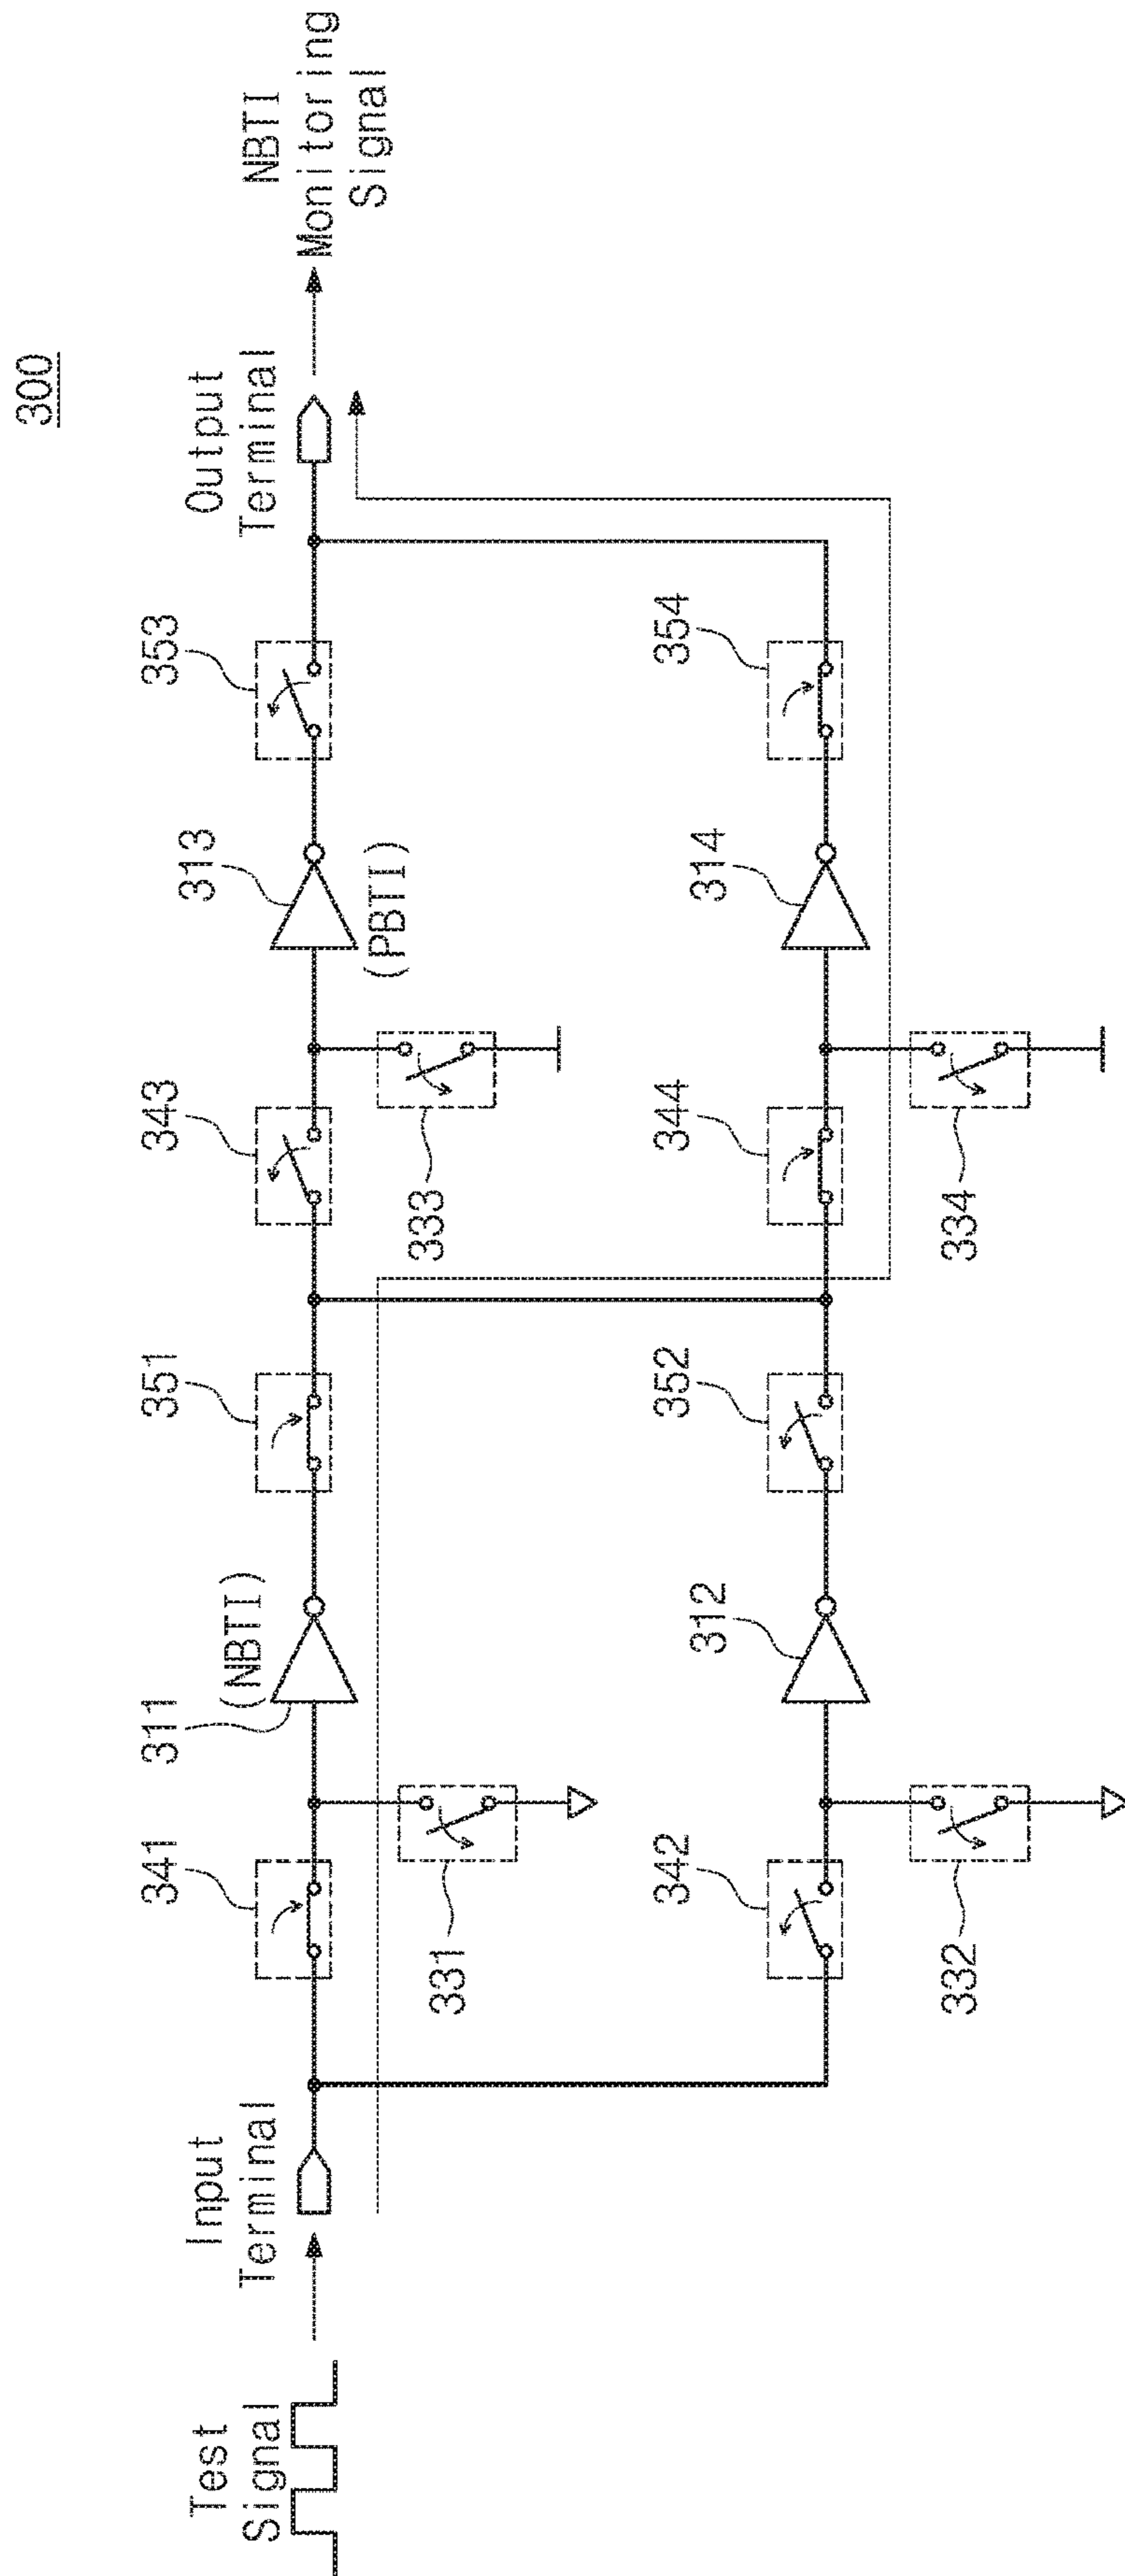 300
Test
Signal
Input
Terminal
341
331
311
(NBTI)
351
343
333
313
(PBTI)
353
Output
Terminal
NBTI
Monitoring
Signal
342
332
312
352
344
334
314
354